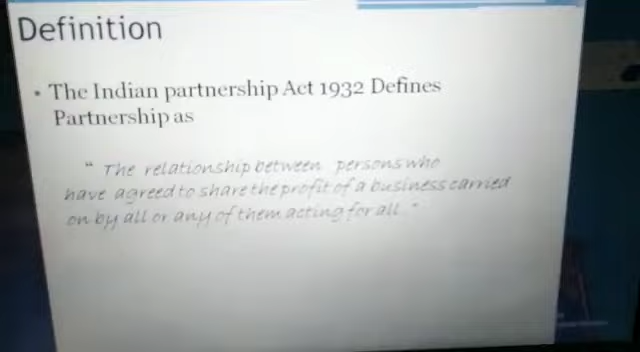 Definition
• The Indian partnership Act 1932 Defines
Partnership as
“ The relationship between persons who
have agreed to share the profit of a business carried
on by all or any of them acting for all. ”